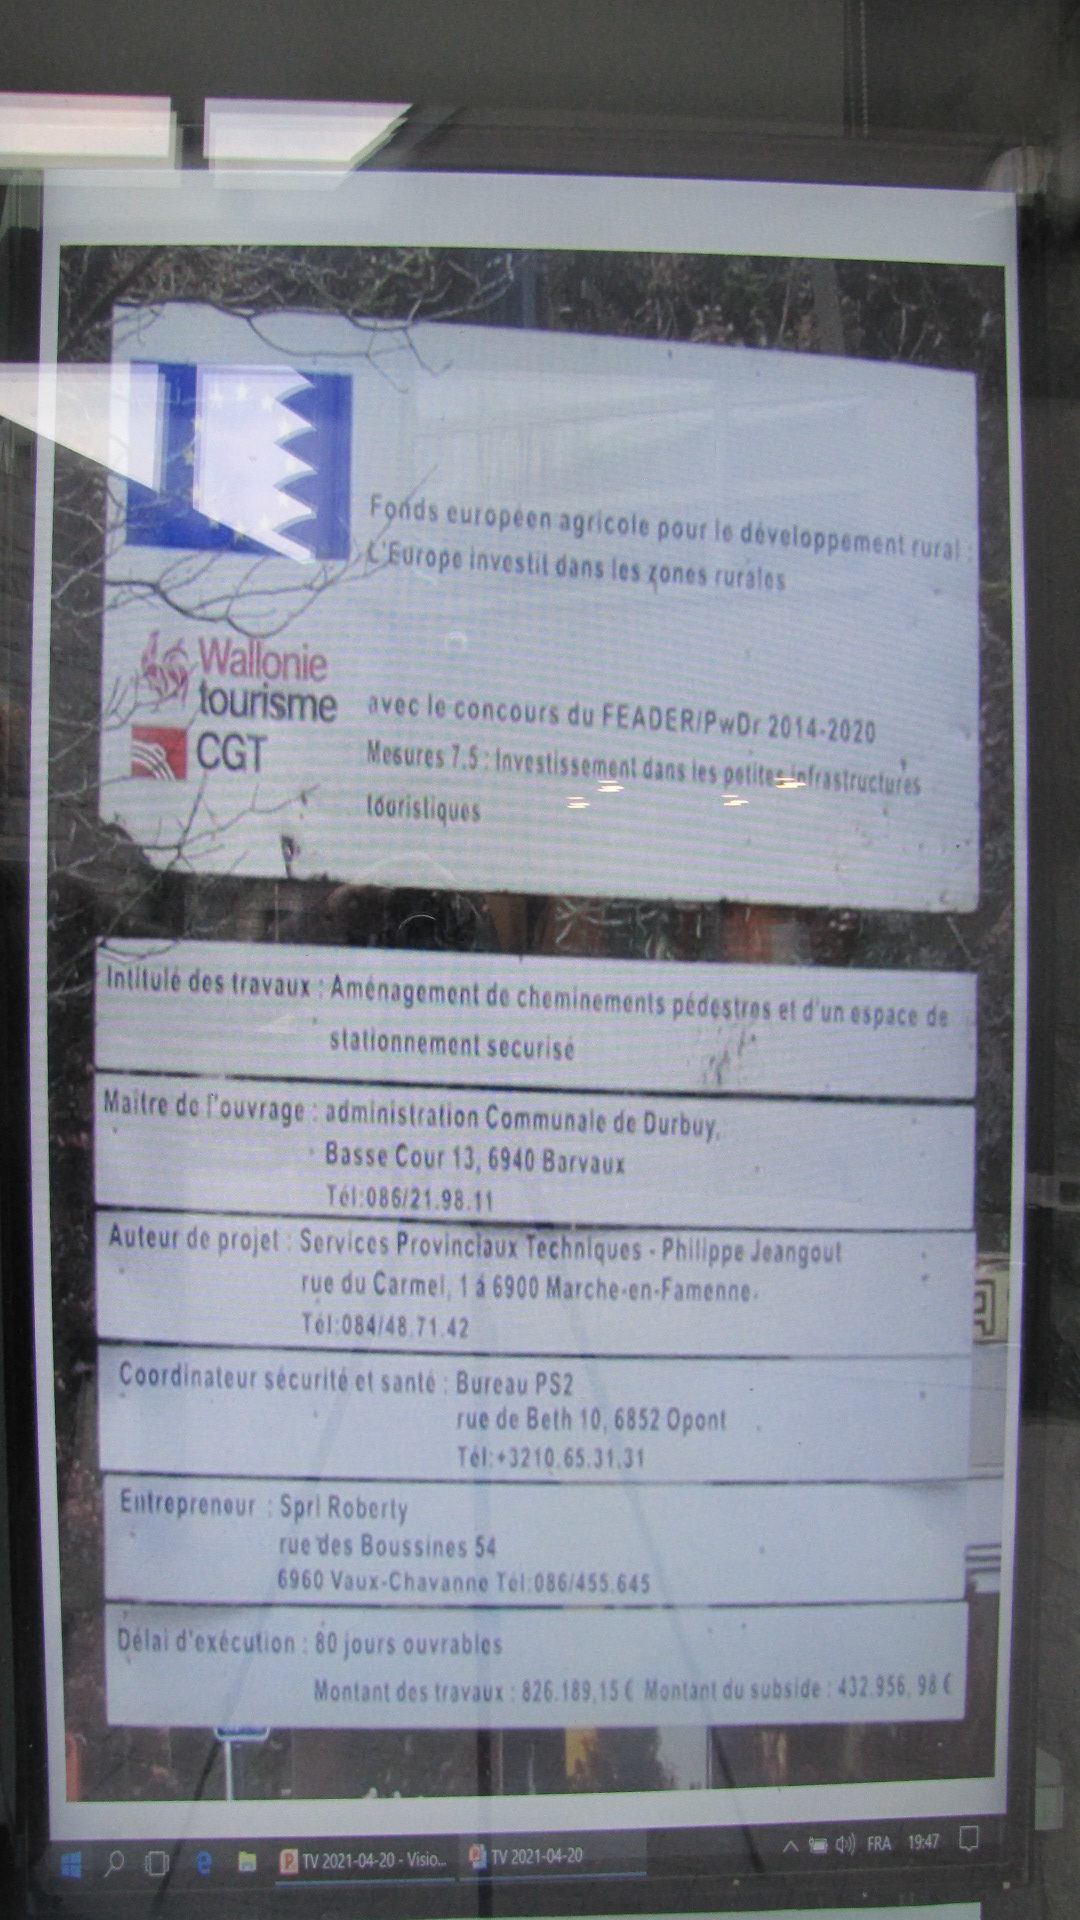 Fonds européen agricole pour le développement rural :
L'Europe investit dans les zones rurales
Wallonie
tourisme
CGT
avec le concours du FEADER/PwDr 2014-2020
Mesures 7.5 : Investissement dans les petites infrastructures
touristiques
Intitulé des travaux : Aménagement de cheminements pédestres et d'un espace de
stationnement securisé
Maître de l'ouvrage : administration Communale de Durbuy,
Basse Cour 13, 6940 Barvaux
Tél:086/21.98.11
Auteur de projet : Services Provinciaux Techniques - Philippe Jeangout
rue du Carmel, 1 á 6900 Marche-en-Famenne.
Tél:084/48.71.42
Coordinateur sécurité et santé : Bureau PS2
rue de Beth 10, 6852 Opont
Tél:+3210.65.31.31
Entrepreneur : Sprl Roberty
rue des Boussines 54
6960 Vaux-Chavanne Tél:086/455.645
Délai d'exécution : 80 jours ouvrables
Montant des travaux : 826.189,15 € Montant du subside : 432.956, 98 €
TV 2021-04-20 - Visio...
TV 2021-04-20
FRA
19:47